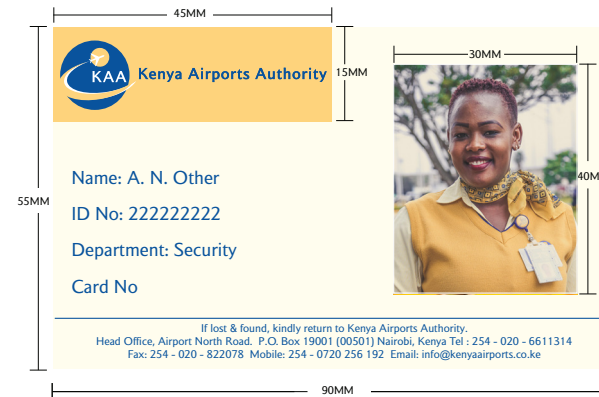 45MM
KAA Kenya Airports Authority
15MM
30MM
40M
55MM
Name: A. N. Other
ID No: 222222222
Department: Security
Card No
If lost & found, kindly return to Kenya Airports Authority.
Head Office, Airport North Road. P.O. Box 19001 (00501) Nairobi, Kenya Tel : 254 - 020 - 6611314
Fax: 254 - 020 - 822078 Mobile: 254 - 0720 256 192 Email: info@kenyaairports.co.ke
90MM